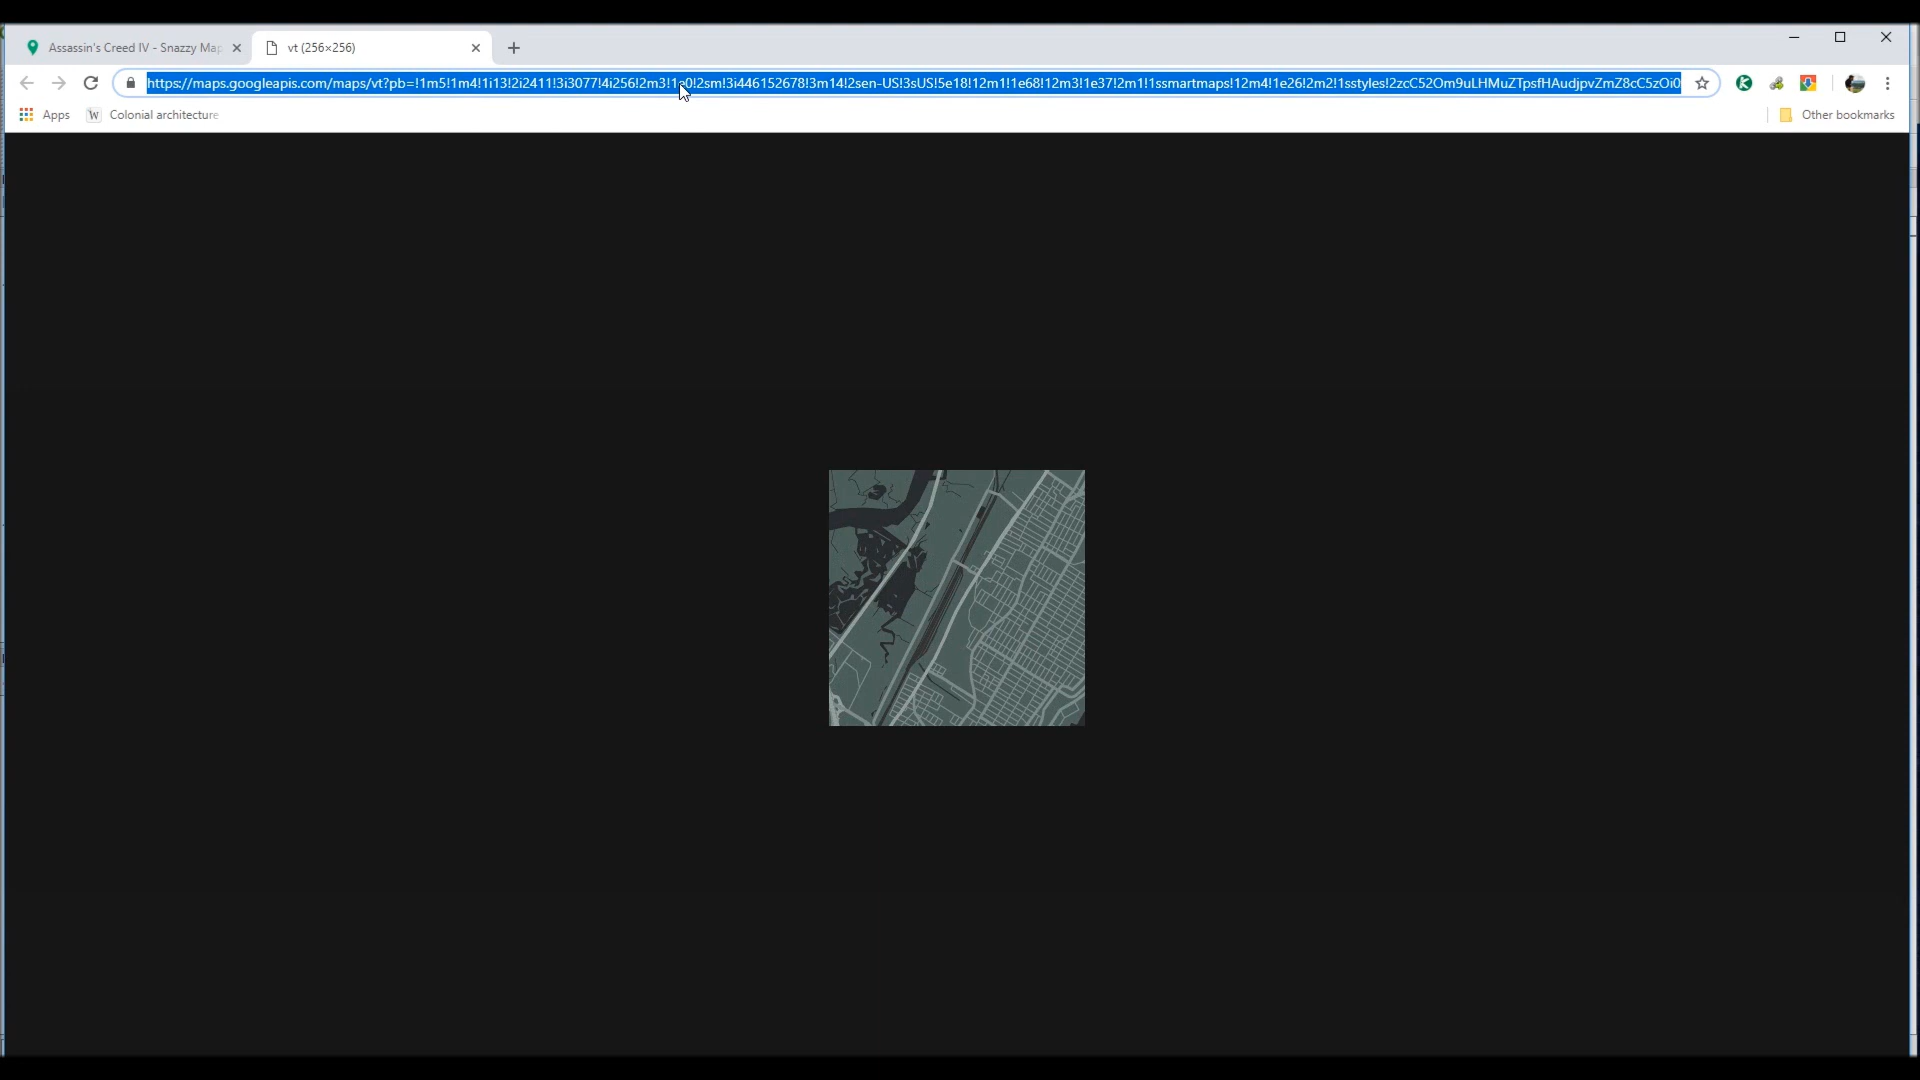 Assassin's Creed IV - Snazzy Map
vt (256×256)
https://maps.googleapis.com/maps/vt?pb=!1m5!1m4!1i13!2i2411!3i3077!4i256!2m3!1e0!2sm!3i446152678!3m14!2sen-US!3sUS!5e18!12m1!1e68!12m3!1e37!2m1!1ssmartmaps!12m4!1e26!2m2!1sstyles!2zcC52Om9uLHMuZTpsfHAudjpvZmZ8cC5zOi0
Apps
W Colonial architecture
Other bookmarks